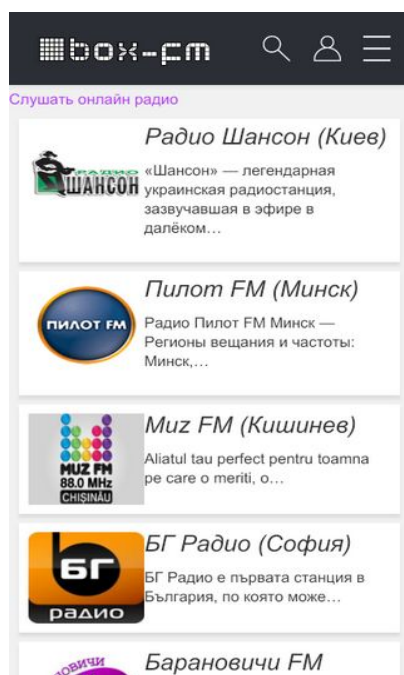 box-fm
Слушать онлайн радио
РАДИО
ШАНСОН
Радио Шансон (Киев)
«Шансон» — легендарная
украинская радиостанция,
зазвучавшая в эфире в
далёком…
ПИЛОТ FM
Пилот FM (Минск)
Радио Пилот FM Минск —
Регионы вещания и частоты:
Минск,…
MUZ FM
88.0 MHz
CHIȘINĂU
Muz FM (Кишинев)
Aliatul tau perfect pentru toamna
pe care o meriti, o…
БГ
радио
БГ Радио (София)
БГ Радио е първата станция в
България, по която може…
Барановичи FM